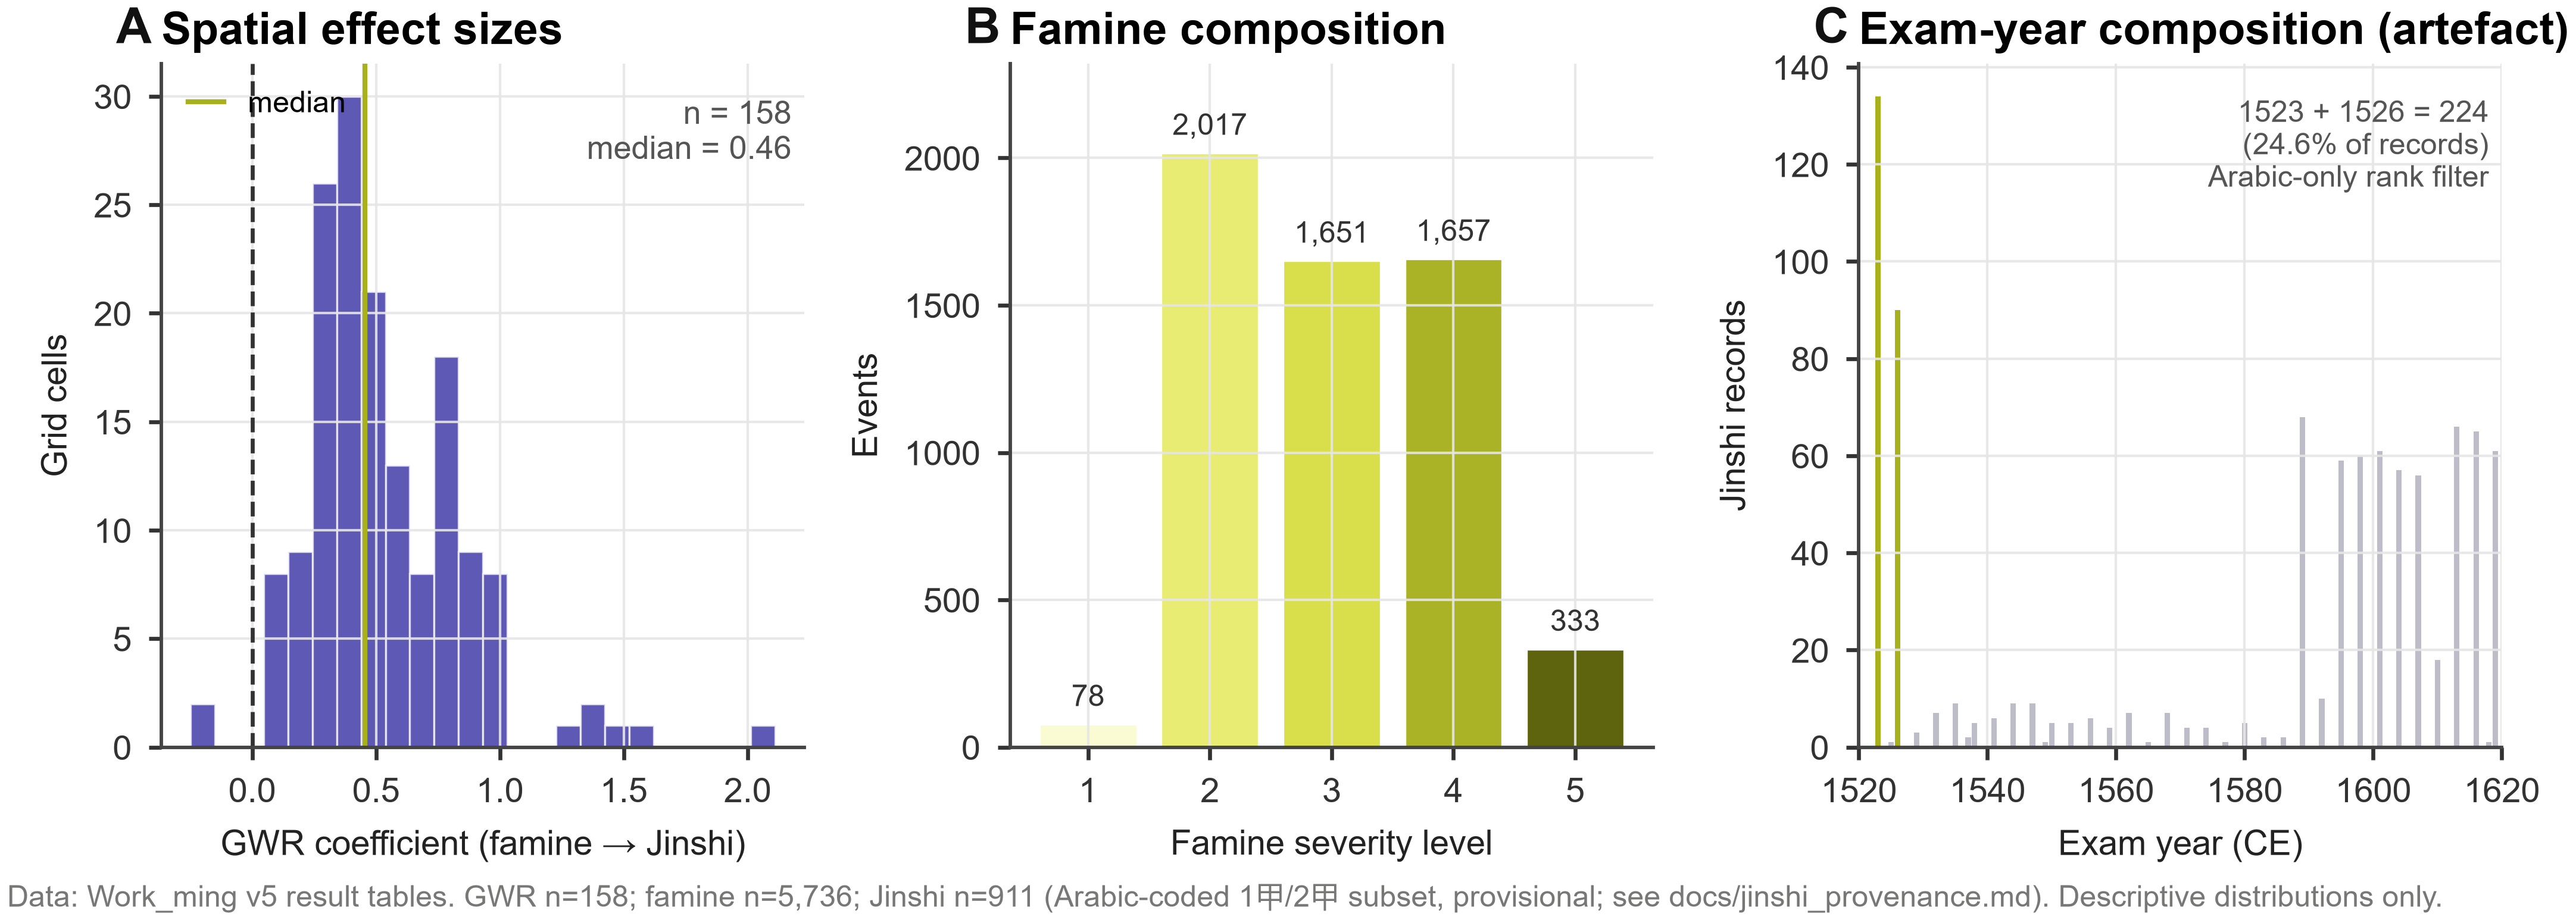 A Spatial effect sizes
median
n = 158
median = 0.46
30
25
20
15
10
5
0
Grid cells
0.0 0.5 1.0 1.5 2.0
GWR coefficient (famine → Jinshi)
B Famine composition
2000
1500
1000
500
0
Events
78
2,017
1,651
1,657
333
1 2 3 4 5
Famine severity level
C Exam-year composition (artefact)
140
120
100
80
60
40
20
0
Jinshi records
1523 + 1526 = 224
(24.6% of records)
Arabic-only rank filter
1520 1540 1560 1580 1600 1620
Exam year (CE)
Data: Work_ming v5 result tables. GWR n=158; famine n=5,736; Jinshi n=911 (Arabic-coded 1甲/2甲 subset, provisional; see docs/jinshi_provenance.md). Descriptive distributions only.